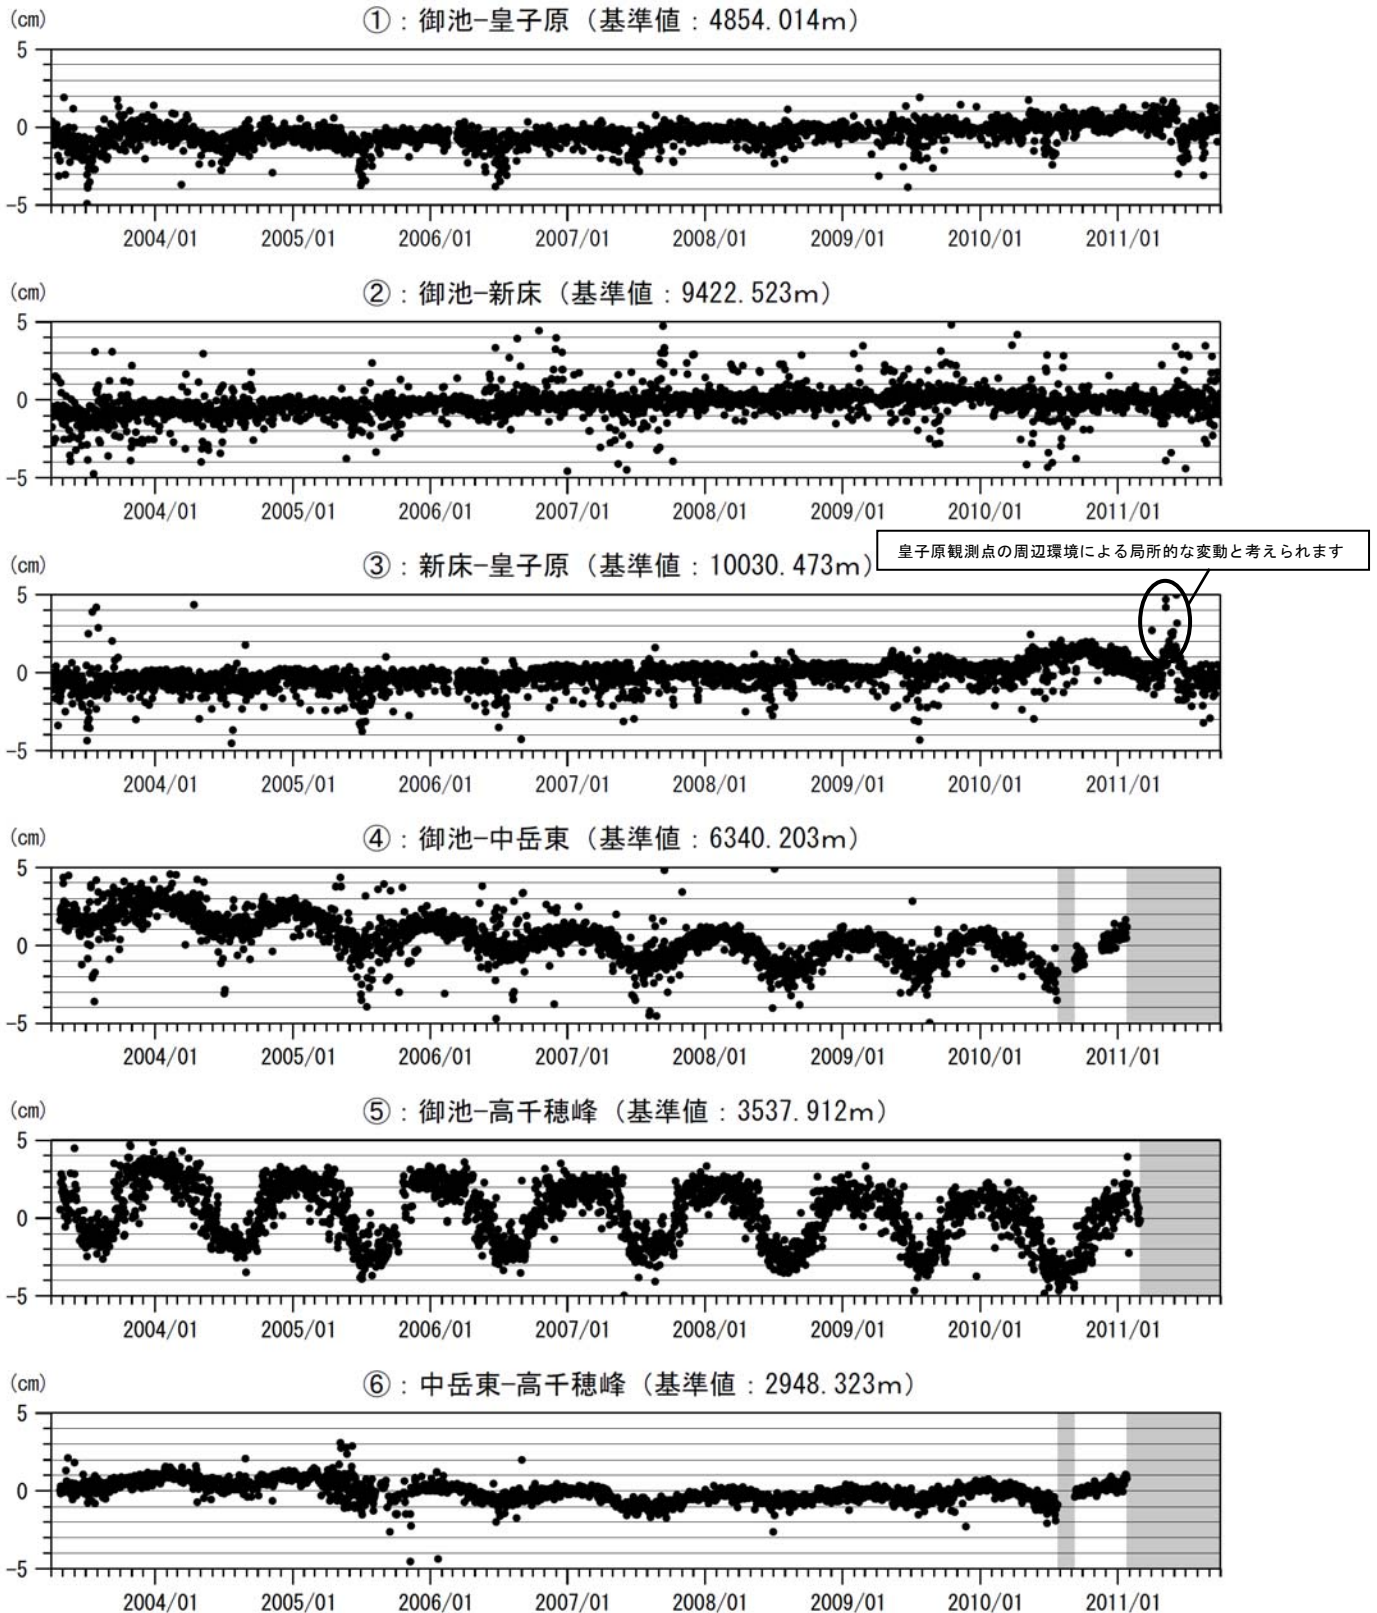 (cm) ①：御池−皇子原（基準値：4854.014m）
5
0
-5
2004/01 2005/01 2006/01 2007/01 2008/01 2009/01 2010/01 2011/01
(cm) ②：御池−新床（基準値：9422.523m）
5
0
-5
2004/01 2005/01 2006/01 2007/01 2008/01 2009/01 2010/01 2011/01
皇子原観測点の周辺環境による局所的な変動と考えられます
(cm) ③：新床−皇子原（基準値：10030.473m）
5
0
-5
2004/01 2005/01 2006/01 2007/01 2008/01 2009/01 2010/01 2011/01
(cm) ④：御池−中岳東（基準値：6340.203m）
5
0
-5
2004/01 2005/01 2006/01 2007/01 2008/01 2009/01 2010/01 2011/01
(cm) ⑤：御池−高千穂峰（基準値：3537.912m）
5
0
-5
2004/01 2005/01 2006/01 2007/01 2008/01 2009/01 2010/01 2011/01
(cm) ⑥：中岳東−高千穂峰（基準値：2948.323m）
5
0
-5
2004/01 2005/01 2006/01 2007/01 2008/01 2009/01 2010/01 2011/01